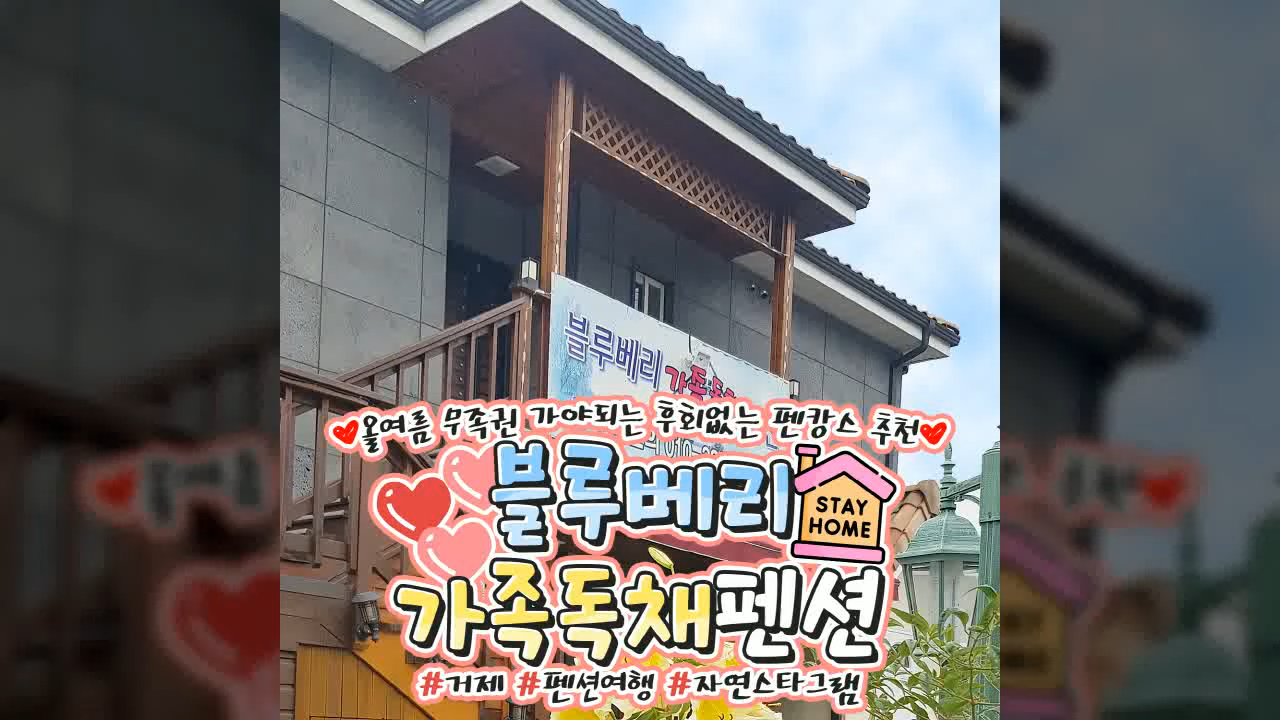 블루베리
♥올여름 무족권 가야되는 후회없는 펜캉스 추천♥
블루베리
STAY
HOME
가족독채펜션
#거제 #펜션여행 #자연스타그램